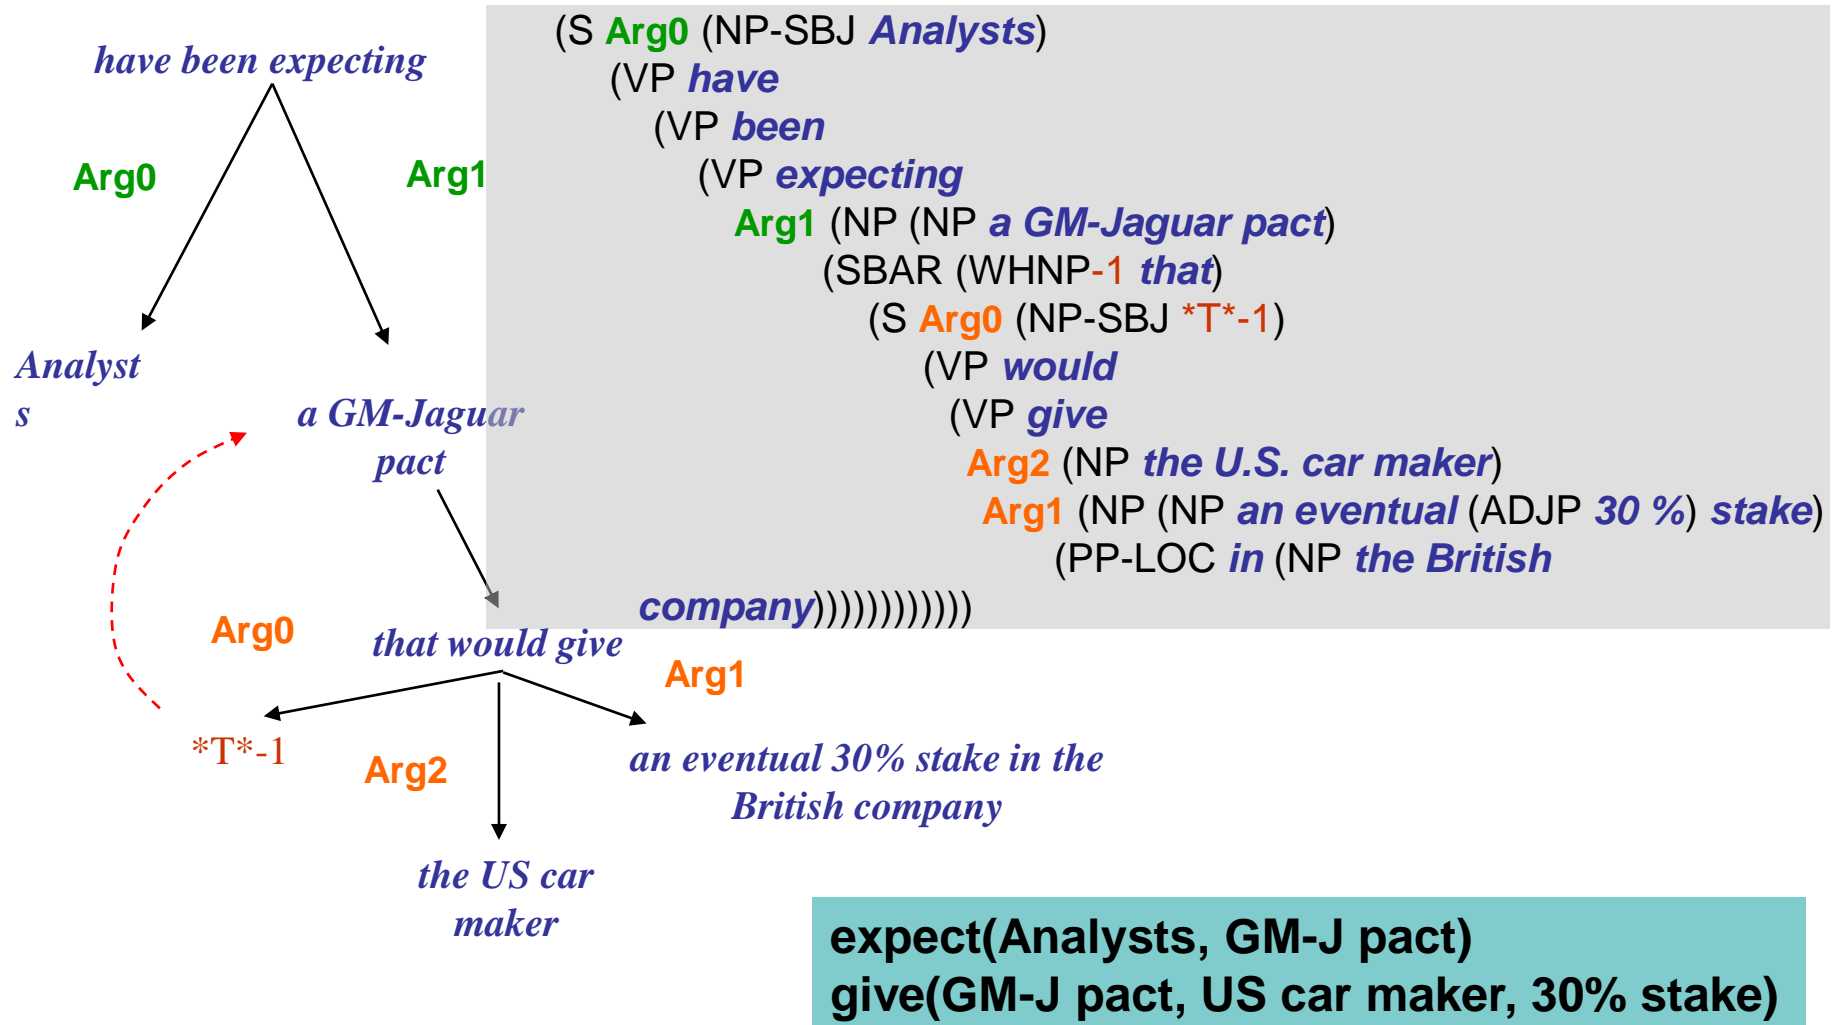 have been expecting
Arg0
Arg1
Analyst
s
a GM-Jaguar
pact
Arg0
that would give
Arg1
*T*-1
Arg2
an eventual 30% stake in the
British company
the US car
maker
(S Arg0 (NP-SBJ Analysts)
(VP have
(VP been
(VP expecting
Arg1 (NP (NP a GM-Jaguar pact)
(SBAR (WHNP-1 that)
(S Arg0 (NP-SBJ *T*-1)
(VP would
(VP give
Arg2 (NP the U.S. car maker)
Arg1 (NP (NP an eventual (ADJP 30 %) stake)
(PP-LOC in (NP the British
company))))))))))))
expect(Analysts, GM-J pact)
give(GM-J pact, US car maker, 30% stake)